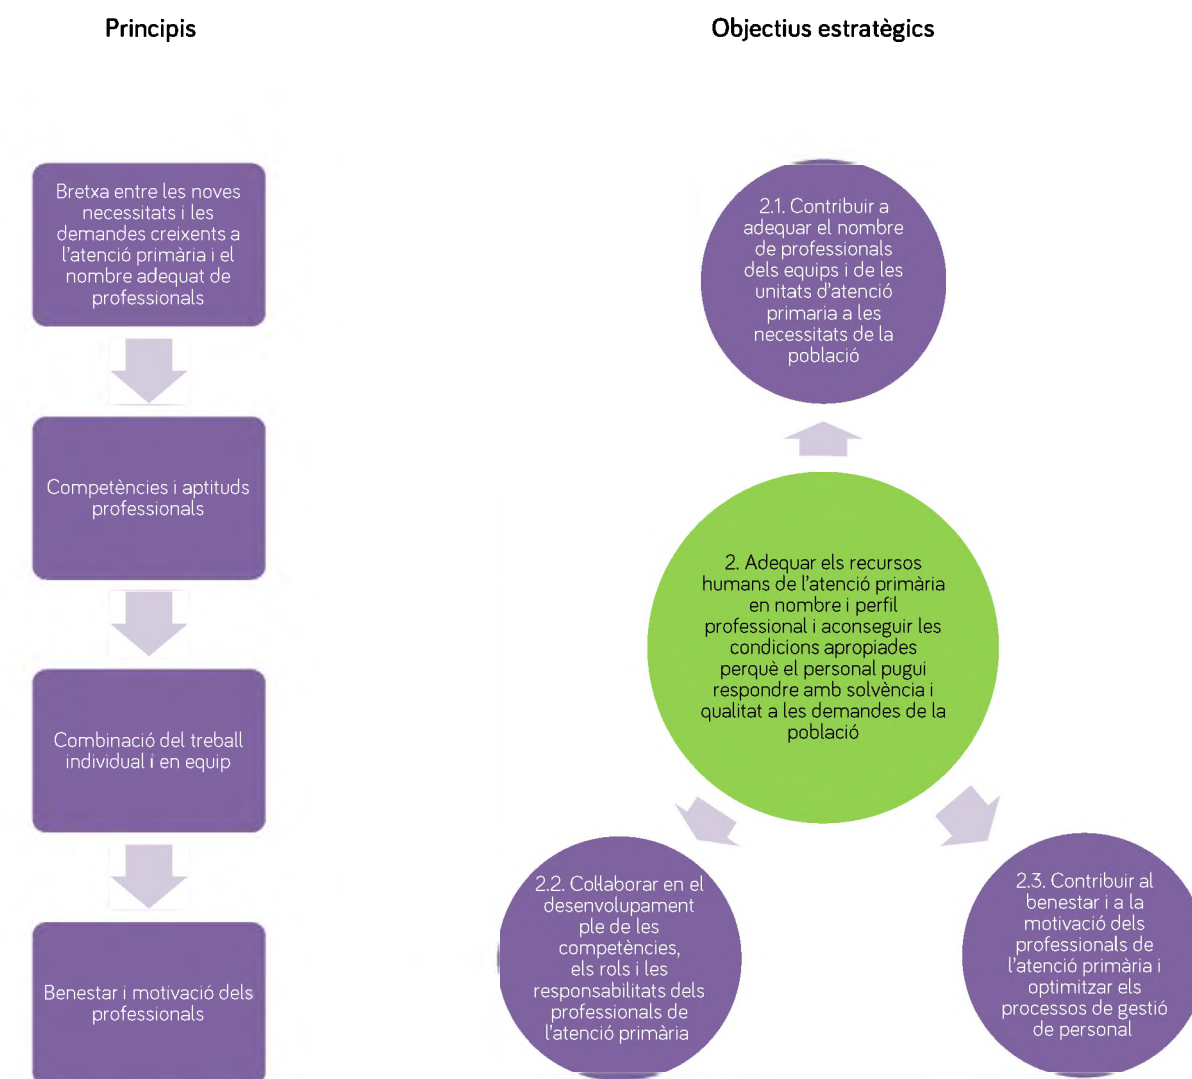 Principis
Objectius estratègics
Bretxa entre les noves
necessitats i les
demandes creixents a
l'atenció primària i el
nombre adequat de
professionals
Competències i aptituds
professionals
Combinació del treball
individual i en equip
Benestar i motivació dels
professionals
2.1. Contribuir a
adequar el nombre
de professionals
dels equips i de les
unitats d'atenció
primaria a les
necessitats de la
població
2. Adequar els recursos
humans de l'atenció primària
en nombre i perfil
professional i aconseguir les
condicions apropiades
perquè el personal pugui
respondre amb solvència i
qualitat a les demandes de la
població
2.2. Col·laborar en el
desenvolupament
ple de les
competències,
els rols i les
responsabilitats dels
professionals de
l'atenció primària
2.3. Contribuir al
benestar i a la
motivació dels
professionals de
l'atenció primària i
optimitzar els
processos de gestió
de personal